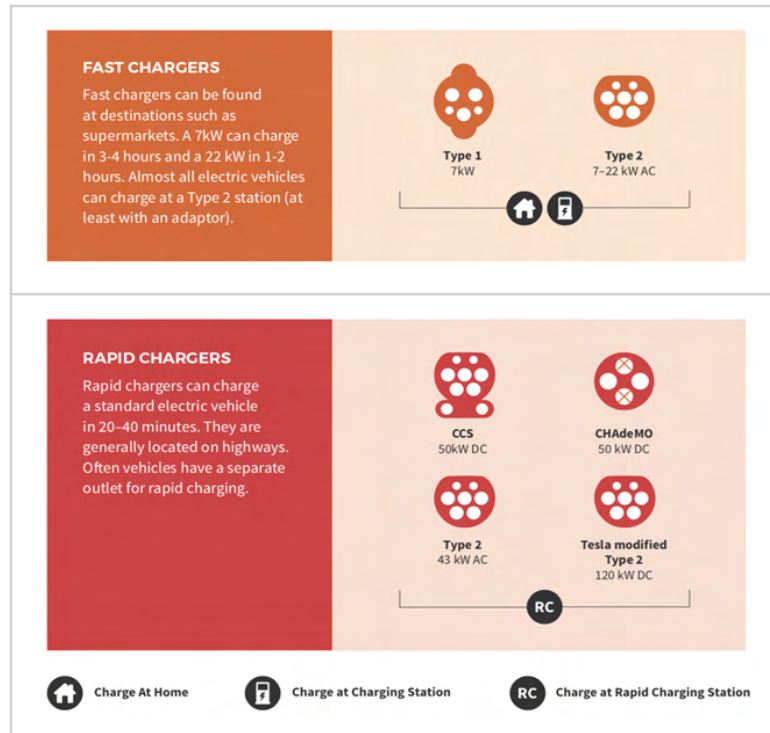 FAST CHARGERS
Fast chargers can be found
at destinations such as
supermarkets. A 7kW can charge
in 3-4 hours and a 22 kW in 1-2
hours. Almost all electric vehicles
can charge at a Type 2 station (at
least with an adaptor).
Type 1
7kW
Type 2
7–22 kW AC
RAPID CHARGERS
Rapid chargers can charge
a standard electric vehicle
in 20–40 minutes. They are
generally located on highways.
Often vehicles have a separate
outlet for rapid charging.
CCS
50kW DC
CHAdeMO
50 kW DC
Type 2
43 kW AC
Tesla modified
Type 2
120 kW DC
RC
Charge At Home
Charge at Charging Station
RC
Charge at Rapid Charging Station